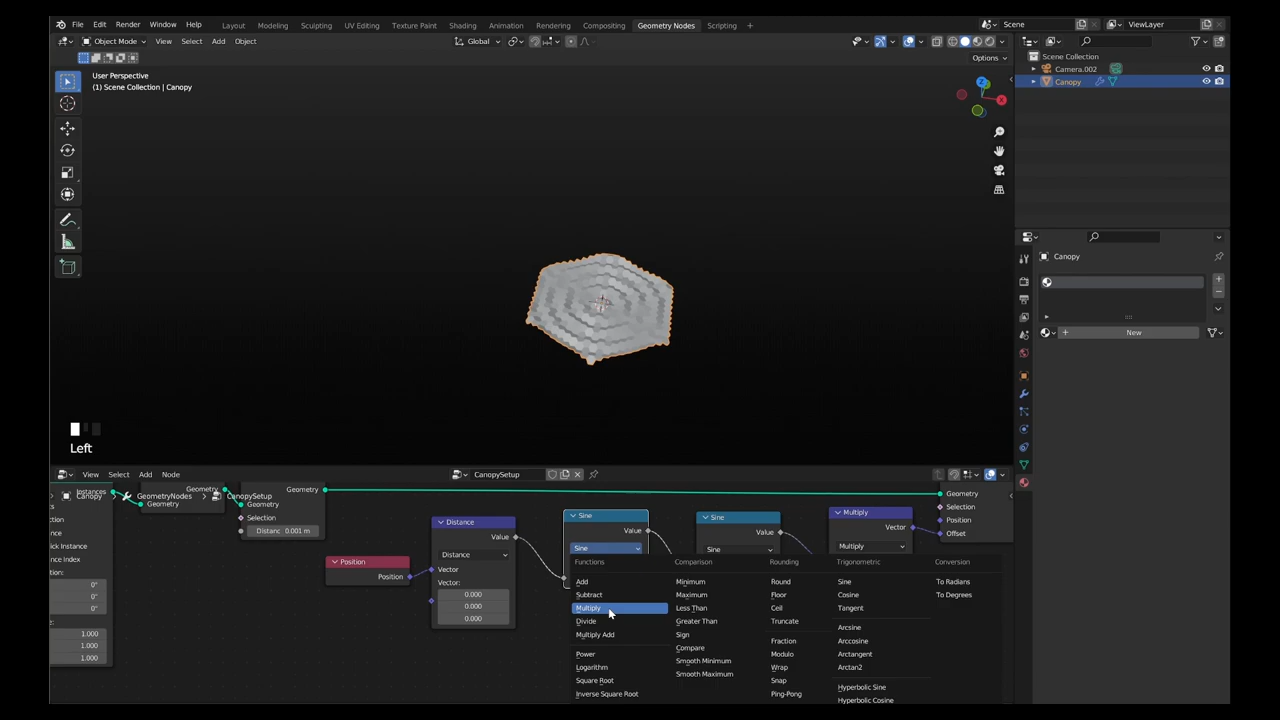 File Edit Render Window Help Layout Modeling Sculpting UV Editing Texture Paint Shading Animation Rendering Compositing Geometry Nodes Scripting Scene ViewLayer
Object Mode View Select Add Object Global
Options
User Perspective
(1) Scene Collection | Canopy
Scene Collection
Camera.002
Canopy
Z
X
Canopy
New
Left
View Select Add Node CanopySetup
Canopy > GeometryNodes > CanopySetup
Instances
Geometry
Geometry
Geometry
Geometry
Selection
Distanc 0.001 m
Position
Position
Distance
Value
Distance
Vector
Vector:
0.000
0.000
0.000
Sine
Value
Sine
Sine
Value
Sine
Multiply
Vector
Multiply
Geometry
Selection
Position
Offset
Pick Instance
0°
0°
0°
1.000
1.000
1.000
Functions Comparison Rounding Trigonometric Conversion
Add Minimum Round Sine To Radians
Subtract Maximum Floor Cosine To Degrees
Multiply Less Than Ceil Tangent
Divide Greater Than Truncate Arcsine
Multiply Add Sign Fraction Arccosine
Power Compare Modulo Arctangent
Logarithm Smooth Minimum Wrap Arctan2
Square Root Smooth Maximum Snap Hyperbolic Sine
Inverse Square Root Ping-Pong Hyperbolic Cosine